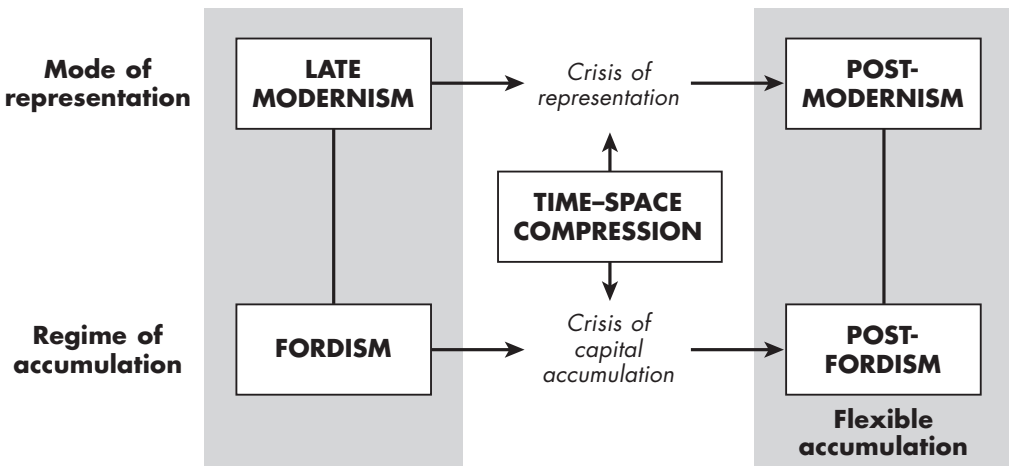 Mode of
representation
LATE
MODERNISM
Crisis of
representation
POST-
MODERNISM
TIME–SPACE
COMPRESSION
Regime of
accumulation
FORDISM
Crisis of
capital
accumulation
POST-
FORDISM
Flexible
accumulation